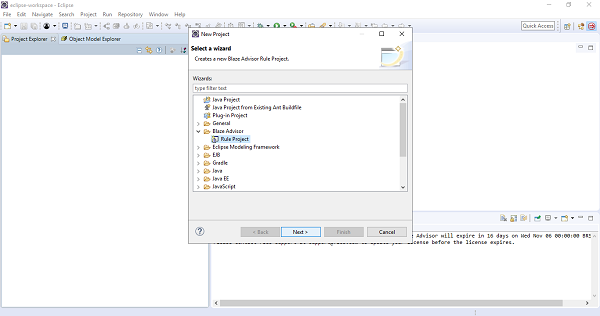 eclipse-workspace - Eclipse
File Edit Navigate Search Project Run Repository Window Help
Quick Access
Project Explorer Object Model Explorer
New Project
Select a wizard
Creates a new Blaze Advisor Rule Project.
Wizards:
type filter text
Java Project
Java Project from Existing Ant Buildfile
Plug-in Project
General
Blaze Advisor
Rule Project
Eclipse Modeling Framework
EJB
Gradle
Java
Java EE
JavaScript
< Back Next > Finish Cancel
Advisor will expire in 16 days on Wed Nov 06 00:00:00 BRS
your license before the license expires.